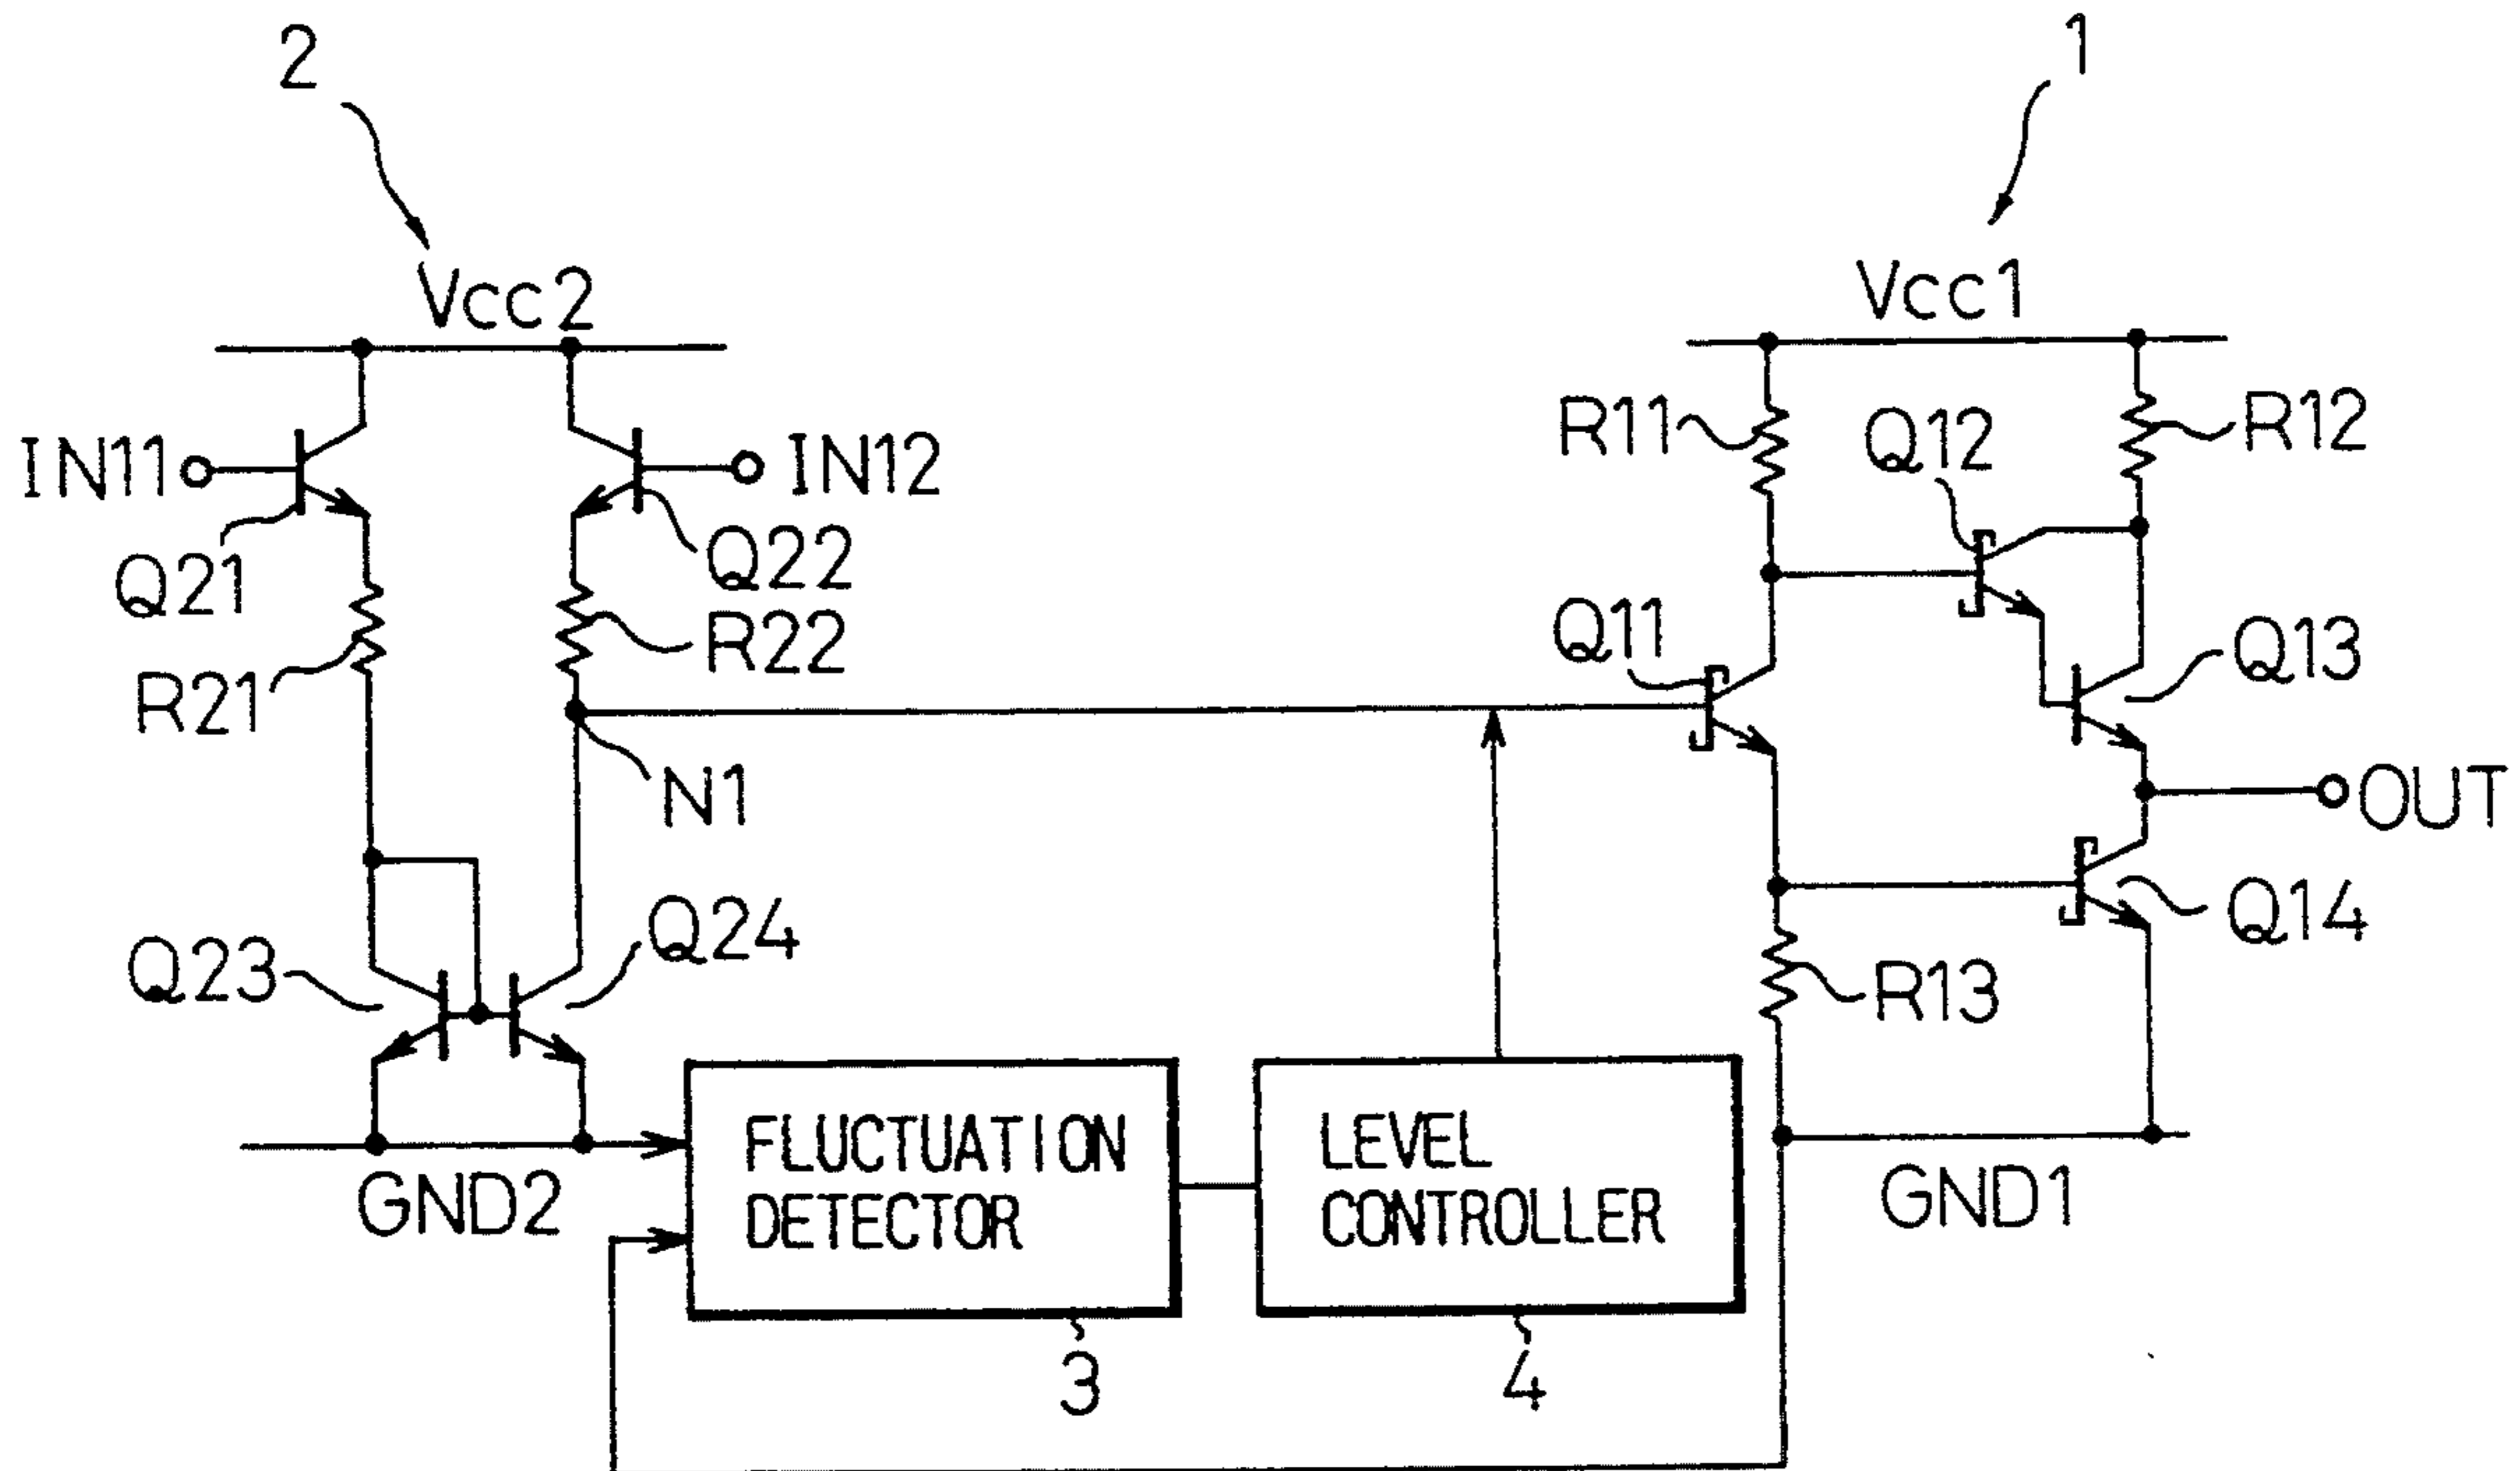 2
1
Vcc2
Vcc1
R11
Q12
R12
IN11
IN12
Q21
Q22
R22
Q11
Q13
R21
N1
OUT
Q23
Q24
Q14
R13
FLUCTUATION
DETECTOR
LEVEL
CONTROLLER
GND2
GND1
3
4